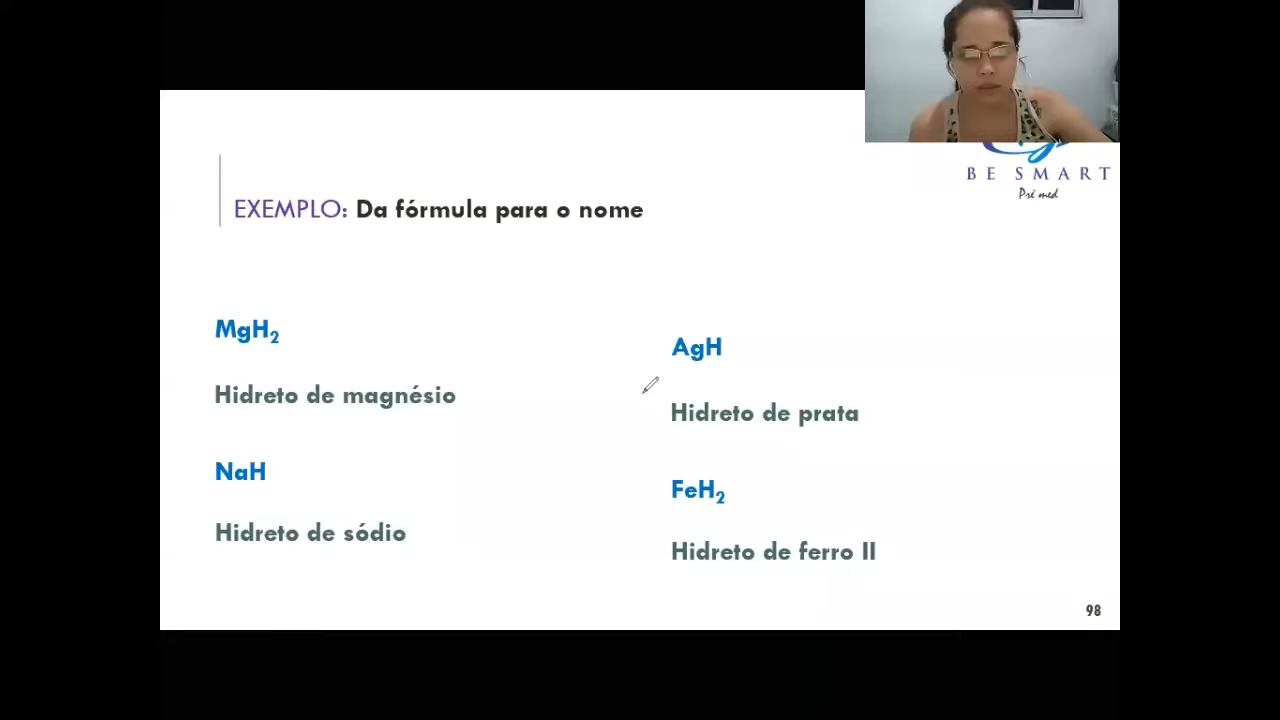 BE SMART
Pré med
EXEMPLO: Da fórmula para o nome
MgH₂
Hidreto de magnésio
NaH
Hidreto de sódio
AgH
Hidreto de prata
FeH₂
Hidreto de ferro II
98